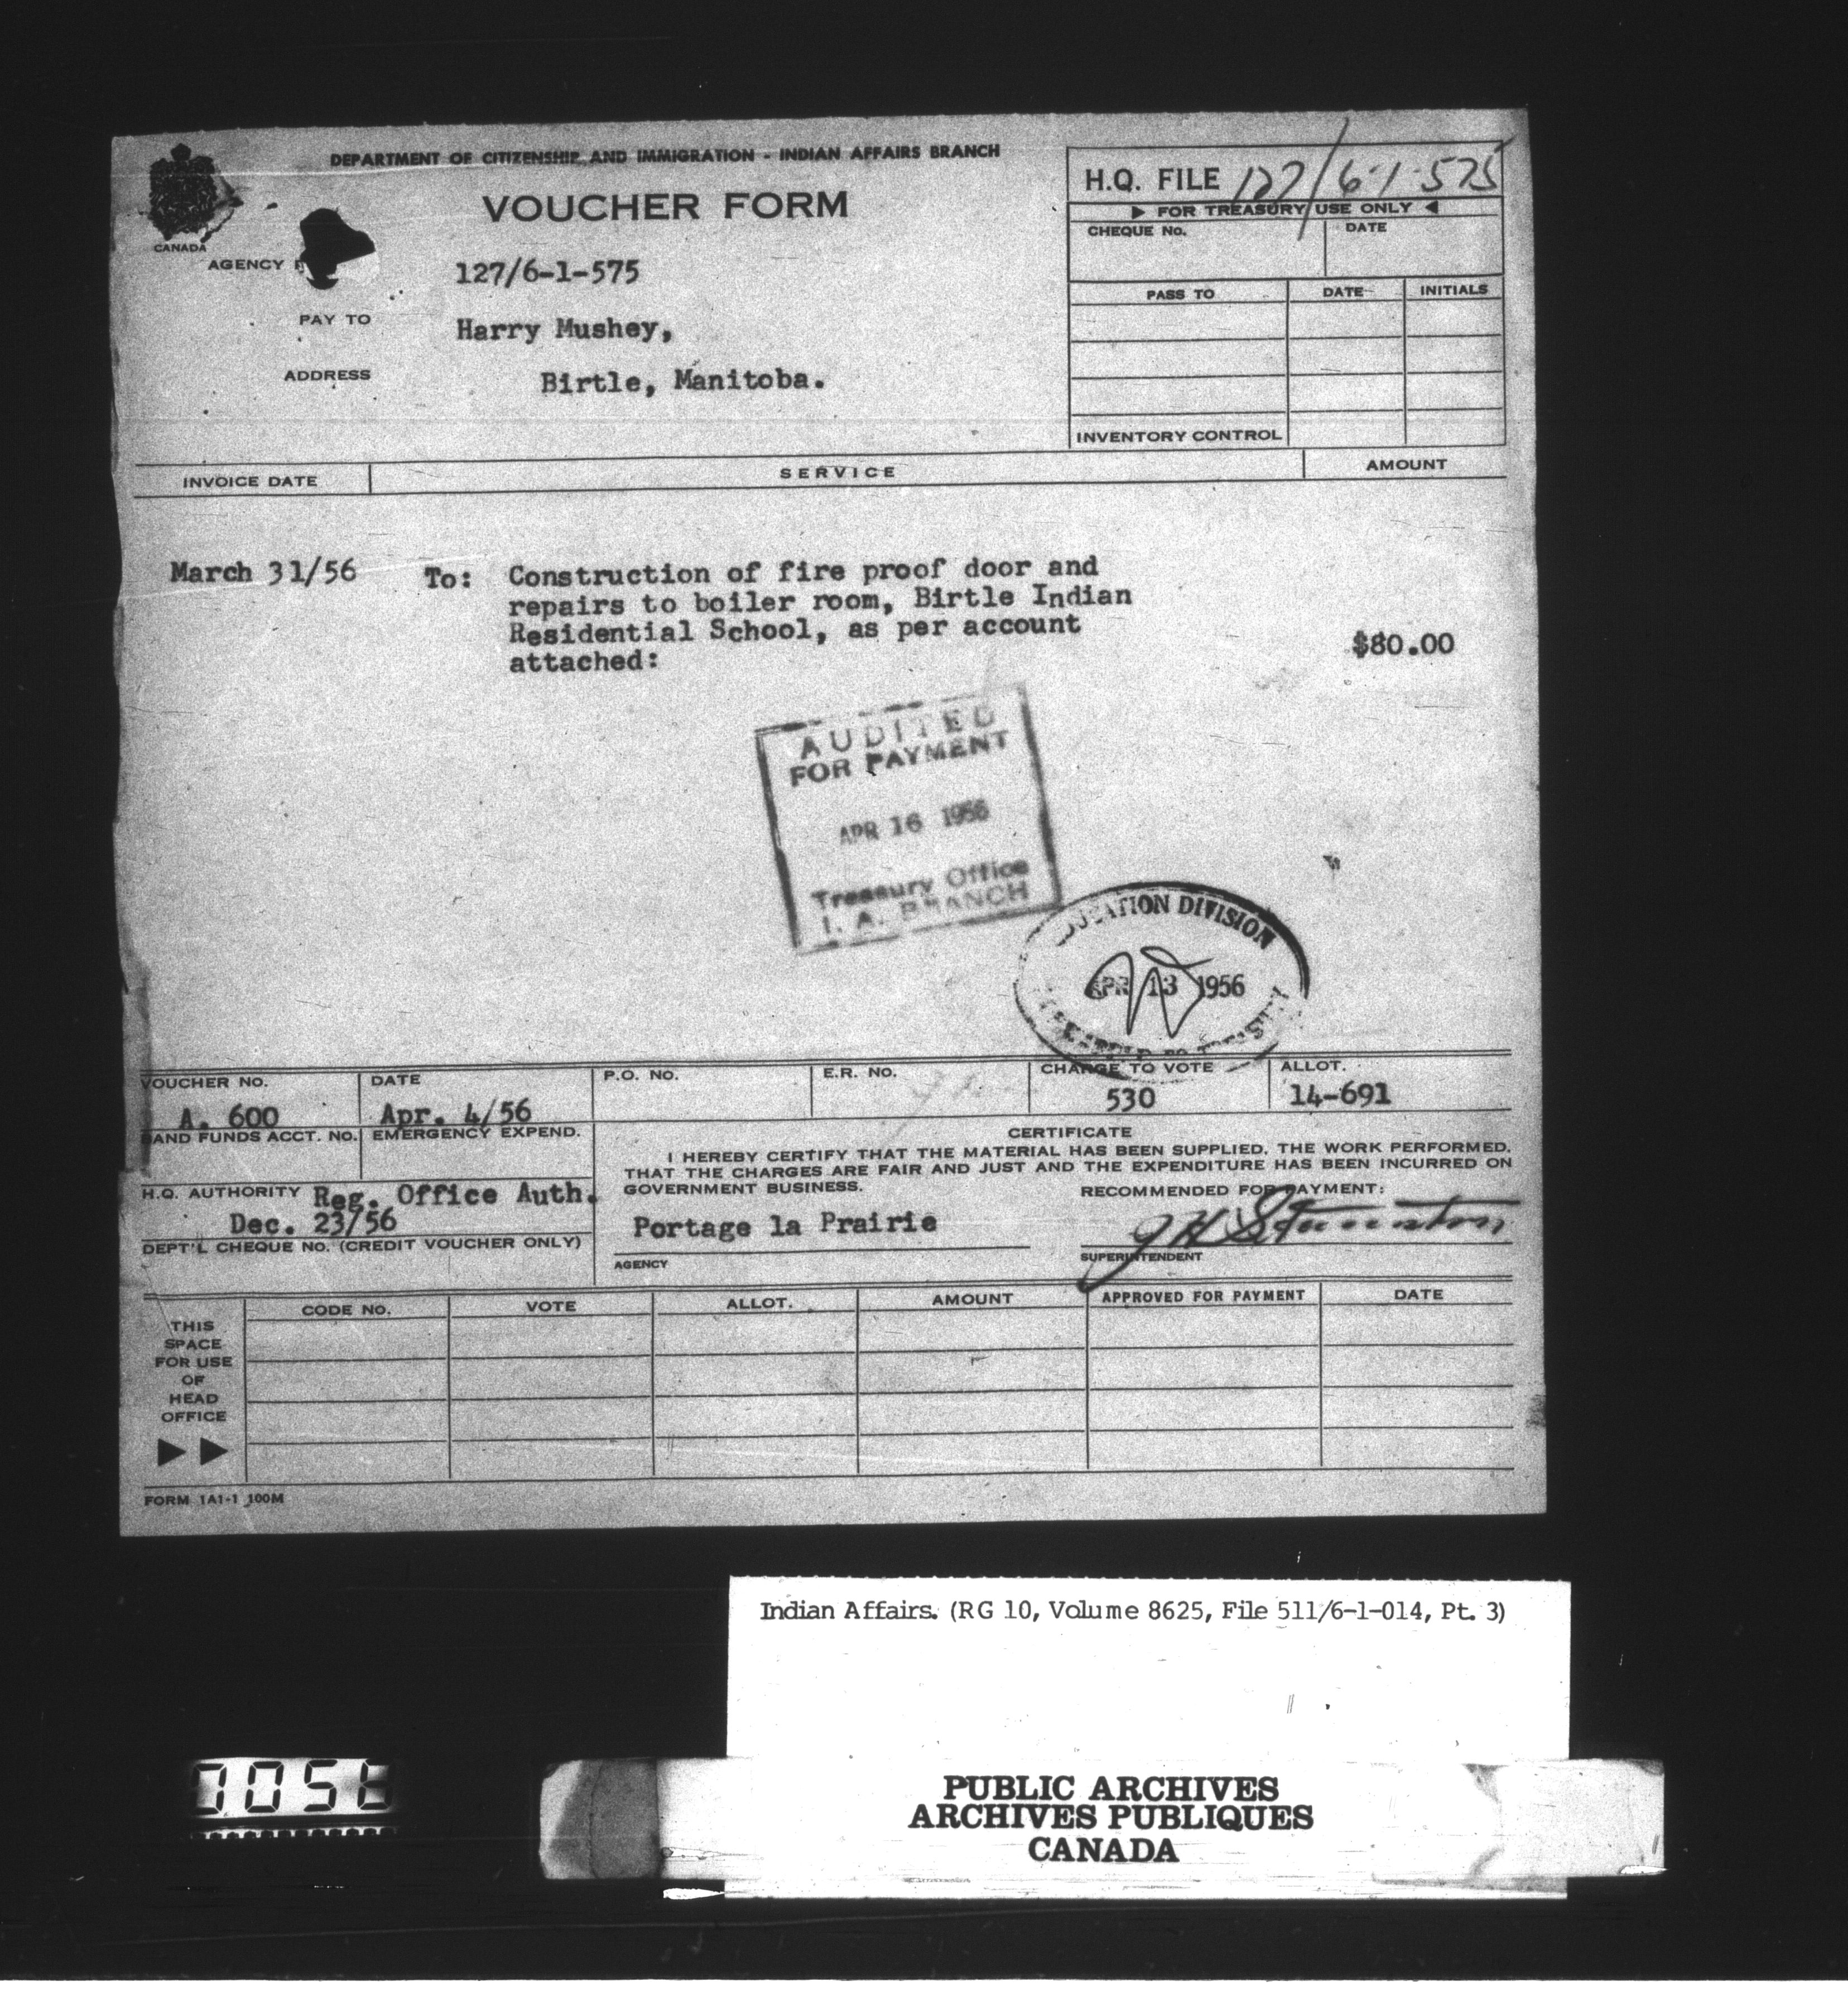 DEPARTMENT OF CITIZENSHIP AND IMMIGRATION - INDIAN AFFAIRS BRANCH
VOUCHER FORM
CANADA
AGENCY
127/6-1-575
PAY TO
Harry Mushey,
ADDRESS
Birtle, Manitoba.
H.Q. FILE 127/6-1-575
FOR TREASURY USE ONLY
CHEQUE No. DATE
PASS TO DATE INITIALS
INVENTORY CONTROL
INVOICE DATE SERVICE AMOUNT
March 31/56 To: Construction of fire proof door and
repairs to boiler room, Birtle Indian
Residential School, as per account
attached: $80.00
AUDITED
FOR PAYMENT
APR 16 1956
Treasury Office
I. A. BRANCH
DIVISION
APR 13 1956
VOUCHER NO. DATE P.O. NO. E.R. NO. CHARGE TO VOTE ALLOT.
A. 600 Apr. 4/56 530 14-691
BAND FUNDS ACCT. NO. EMERGENCY EXPEND.
CERTIFICATE
I HEREBY CERTIFY THAT THE MATERIAL HAS BEEN SUPPLIED, THE WORK PERFORMED,
THAT THE CHARGES ARE FAIR AND JUST AND THE EXPENDITURE HAS BEEN INCURRED ON
GOVERNMENT BUSINESS.
H.Q. AUTHORITY Reg. Office Auth.
Dec. 23/56
DEPT'L CHEQUE NO. (CREDIT VOUCHER ONLY)
RECOMMENDED FOR PAYMENT:
Portage la Prairie
AGENCY
SUPERINTENDENT
CODE NO. VOTE ALLOT. AMOUNT APPROVED FOR PAYMENT DATE
THIS
SPACE
FOR USE
OF
HEAD
OFFICE
FORM 1A1-1 100M
Indian Affairs. (RG 10, Volume 8625, File 511/6-1-014, Pt. 3)
PUBLIC ARCHIVES
ARCHIVES PUBLIQUES
CANADA